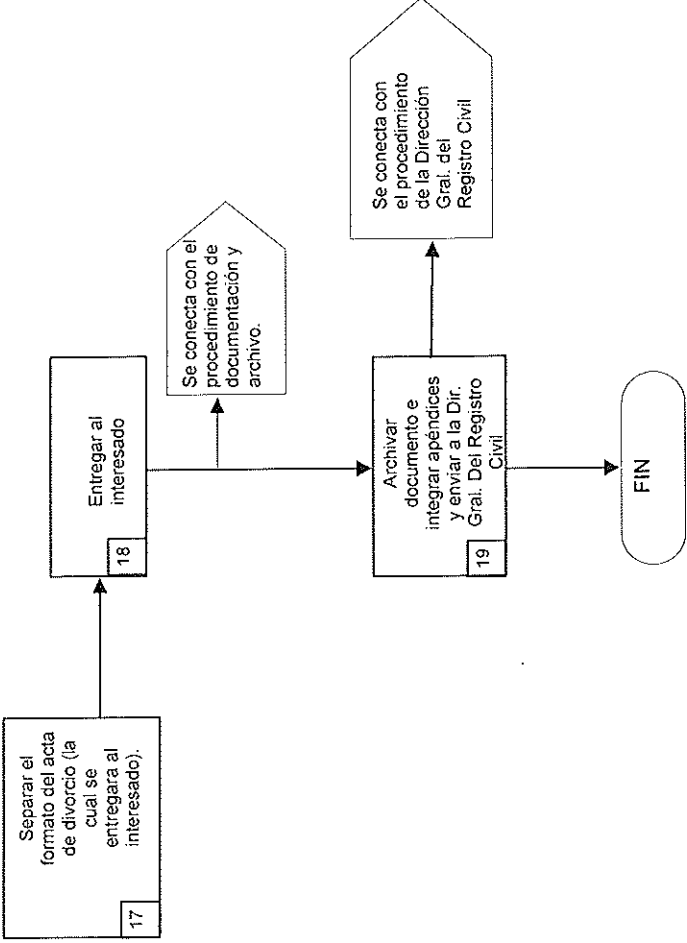 Separar el
formato del acta
de divorcio (la
cual se
entregara al
interesado).
17
Entregar al
interesado
18
Se conecta con el
procedimiento de
documentación y
archivo.
Archivar
documento e
integrar apéndices
y enviar a la Dir.
Gral. Del Registro
Civil
19
Se conecta con
el procedimiento
de la Dirección
Gral. del
Registro Civil
FIN